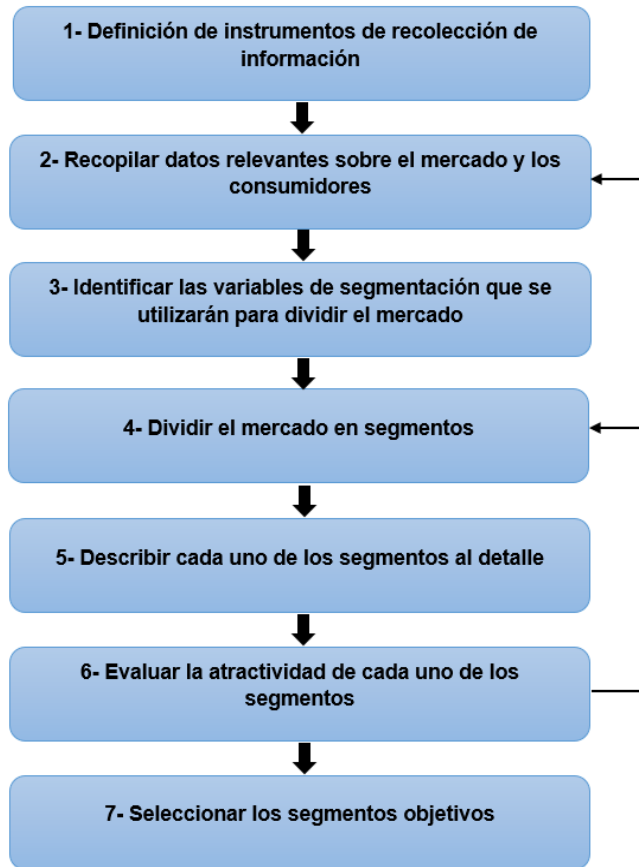 1- Definición de instrumentos de recolección de
información
2- Recopilar datos relevantes sobre el mercado y los
consumidores
3- Identificar las variables de segmentación que se
utilizarán para dividir el mercado
4- Dividir el mercado en segmentos
5- Describir cada uno de los segmentos al detalle
6- Evaluar la atractividad de cada uno de los
segmentos
7- Seleccionar los segmentos objetivos